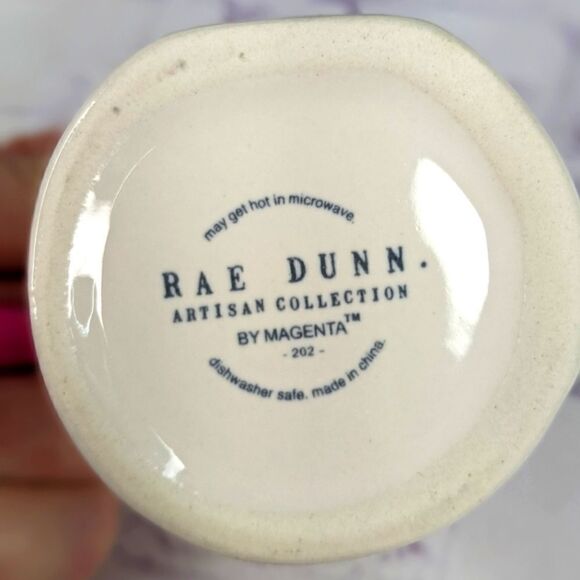 may get hot in microwave.
RAE DUNN.
ARTISAN COLLECTION
BY MAGENTA™
- 202 -
dishwasher safe. made in china.